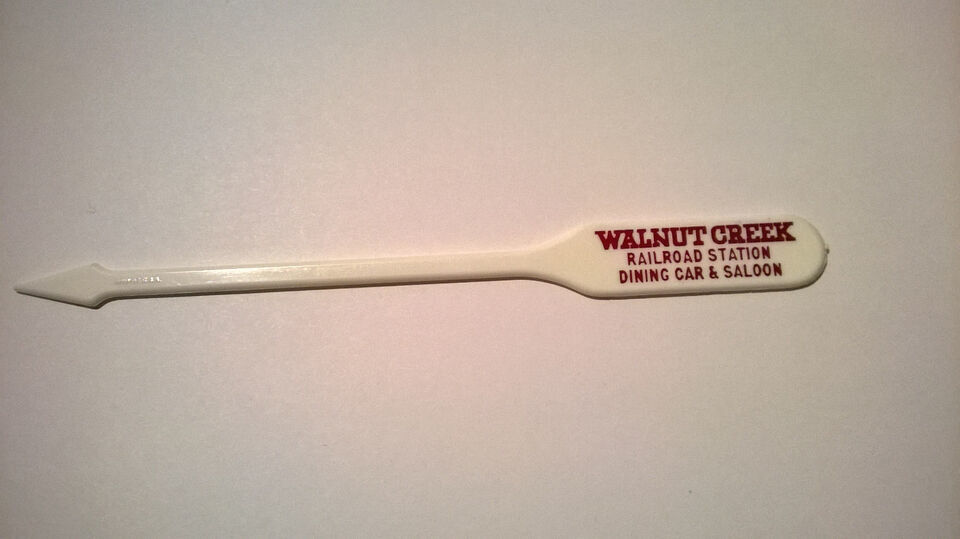 WALNUT CREEK
RAILROAD STATION
DINING CAR & SALOON